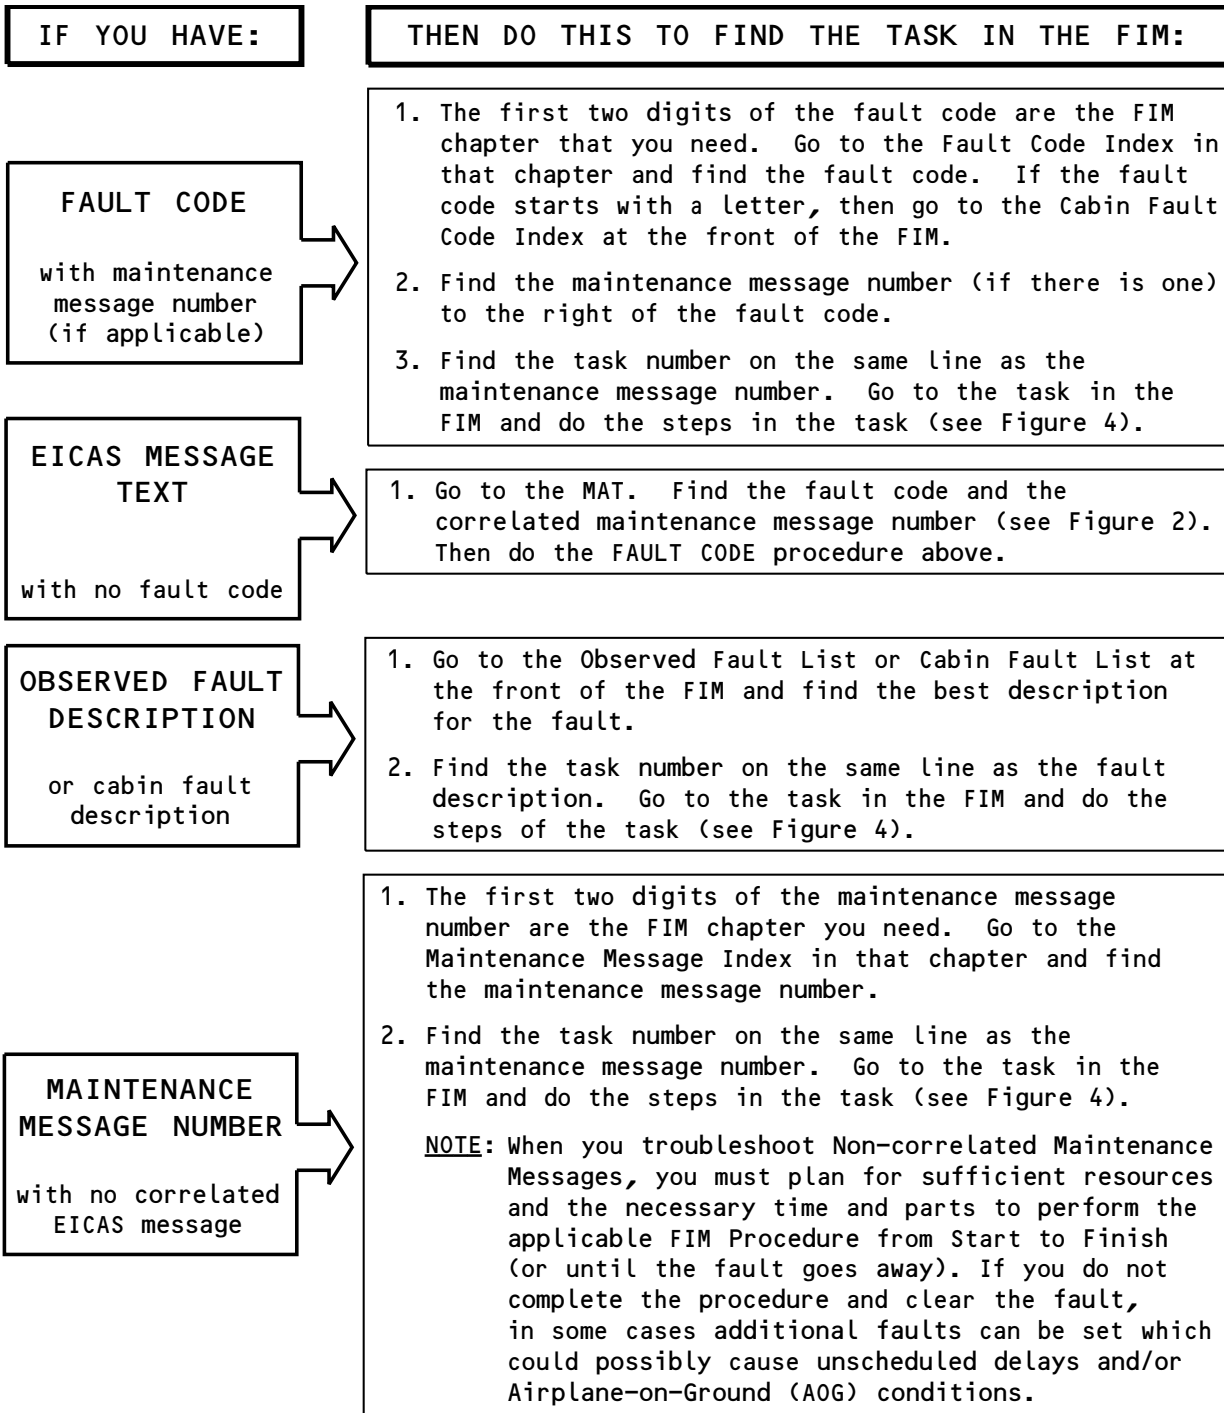 IF YOU HAVE:
THEN DO THIS TO FIND THE TASK IN THE FIM:
FAULT CODE
with maintenance
message number
(if applicable)
1. The first two digits of the fault code are the FIM
chapter that you need. Go to the Fault Code Index in
that chapter and find the fault code. If the fault
code starts with a letter, then go to the Cabin Fault
Code Index at the front of the FIM.
2. Find the maintenance message number (if there is one)
to the right of the fault code.
3. Find the task number on the same line as the
maintenance message number. Go to the task in the
FIM and do the steps in the task (see Figure 4).
EICAS MESSAGE
TEXT
with no fault code
1. Go to the MAT. Find the fault code and the
correlated maintenance message number (see Figure 2).
Then do the FAULT CODE procedure above.
OBSERVED FAULT
DESCRIPTION
or cabin fault
description
1. Go to the Observed Fault List or Cabin Fault List at
the front of the FIM and find the best description
for the fault.
2. Find the task number on the same line as the fault
description. Go to the task in the FIM and do the
steps of the task (see Figure 4).
MAINTENANCE
MESSAGE NUMBER
with no correlated
EICAS message
1. The first two digits of the maintenance message
number are the FIM chapter you need. Go to the
Maintenance Message Index in that chapter and find
the maintenance message number.
2. Find the task number on the same line as the
maintenance message number. Go to the task in the
FIM and do the steps in the task (see Figure 4).
NOTE: When you troubleshoot Non-correlated Maintenance
Messages, you must plan for sufficient resources
and the necessary time and parts to perform the
applicable FIM Procedure from Start to Finish
(or until the fault goes away). If you do not
complete the procedure and clear the fault,
in some cases additional faults can be set which
could possibly cause unscheduled delays and/or
Airplane-on-Ground (AOG) conditions.